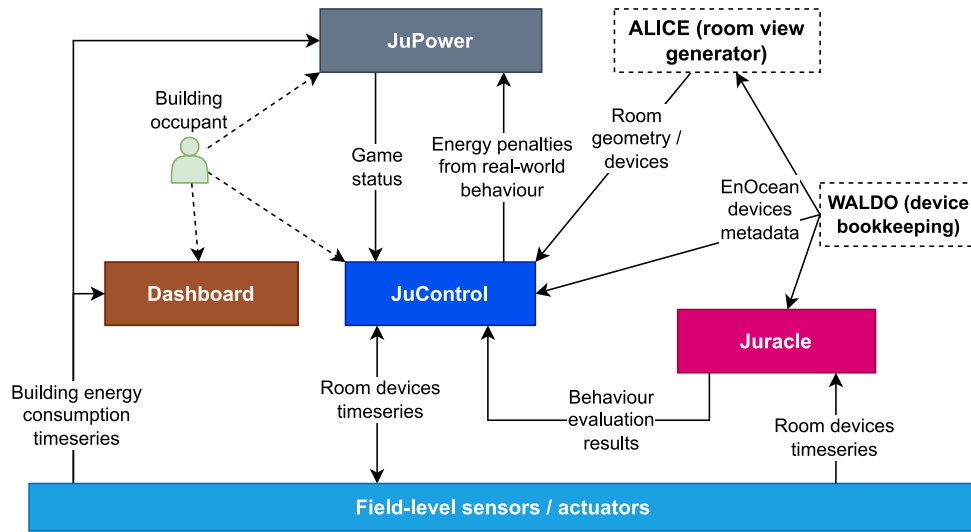 JuPower
ALICE (room view
generator)
Building
occupant
Game
status
Energy penalties
from real-world
behaviour
Room
geometry /
devices
EnOcean
devices
metadata
WALDO (device
bookkeeping)
Dashboard
JuControl
Juracle
Building energy
consumption
timeseries
Room devices
timeseries
Behaviour
evaluation
results
Room devices
timeseries
Field-level sensors / actuators